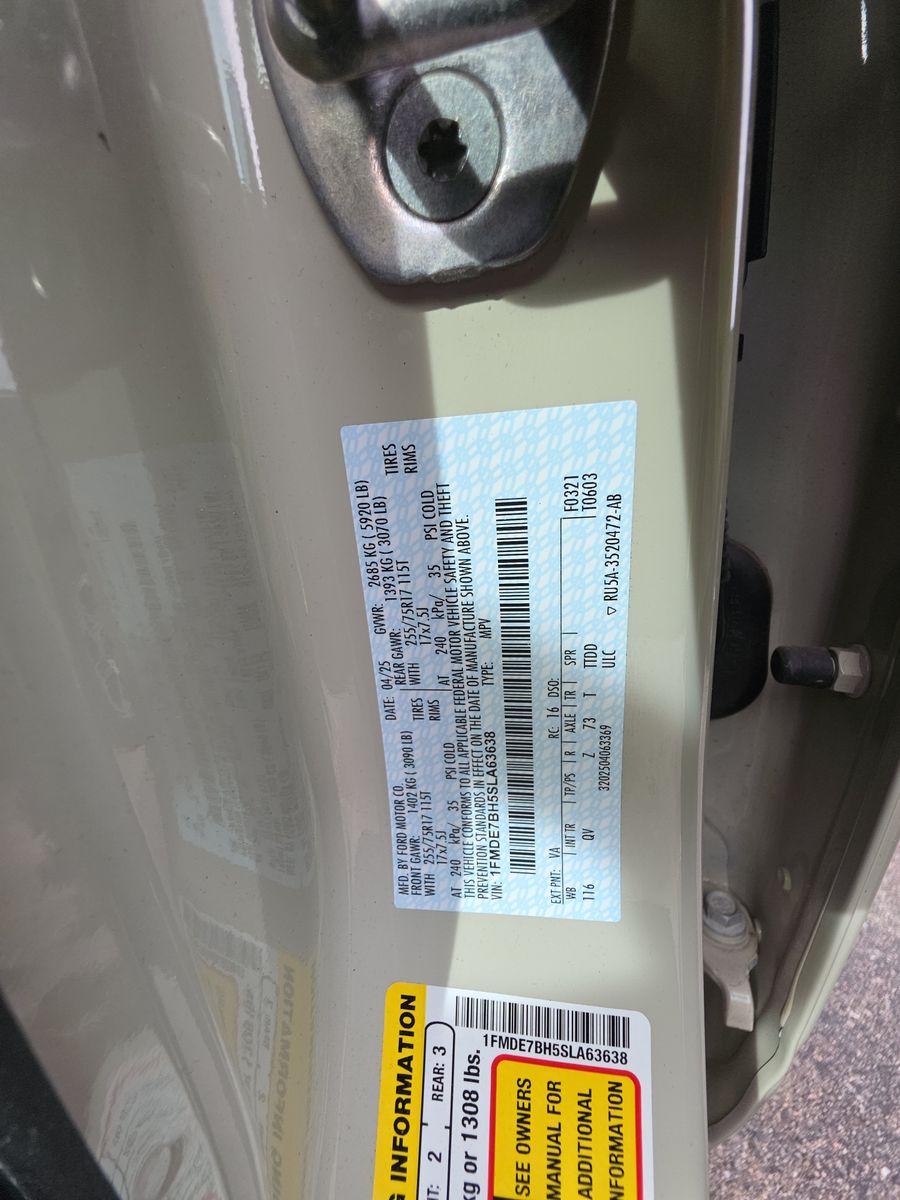 MFD. BY FORD MOTOR CO.
DATE: 04/25 GVWR: 2685 KG ( 5920 LB)
FRONT GAWR: 1402 KG ( 3090 LB) REAR GAWR: 1393 KG ( 3070 LB)
WITH 255/75R17 115T TIRES WITH 255/75R17 115T TIRES
17x7.5J RIMS 17x7.5J RIMS
AT 240 kPa/ 35 PSI COLD AT 240 kPa/ 35 PSI COLD
THIS VEHICLE CONFORMS TO ALL APPLICABLE FEDERAL MOTOR VEHICLE SAFETY AND THEFT
PREVENTION STANDARDS IN EFFECT ON THE DATE OF MANUFACTURE SHOWN ABOVE.
VIN: 1FMDE7BH5SLA63638 TYPE: MPV
EXT PNT: VA RC: 16 DSO: F0321
WB INT TR TP/PS R AXLE TR SPR T0603
116 QV Z 73 T TTDD
3202504063369 ULC ▽ RU5A-3520472-AB
G INFORMATION
IT: 2 REAR: 3
kg or 1308 lbs.
1FMDE7BH5SLA63638
SEE OWNERS
MANUAL FOR
ADDITIONAL
NFORMATION